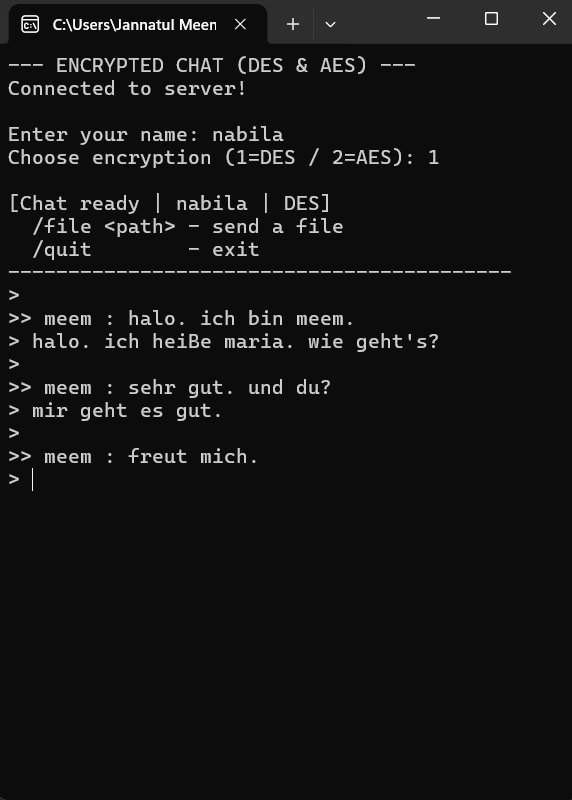 C:\Users\Jannatul Meen
--- ENCRYPTED CHAT (DES & AES) ---
Connected to server!
Enter your name: nabila
Choose encryption (1=DES / 2=AES): 1
[Chat ready | nabila | DES]
/file <path> - send a file
/quit - exit
------------------------------------------
>
>> meem : halo. ich bin meem.
> halo. ich heiBe maria. wie geht's?
>
>> meem : sehr gut. und du?
> mir geht es gut.
>
>> meem : freut mich.
>